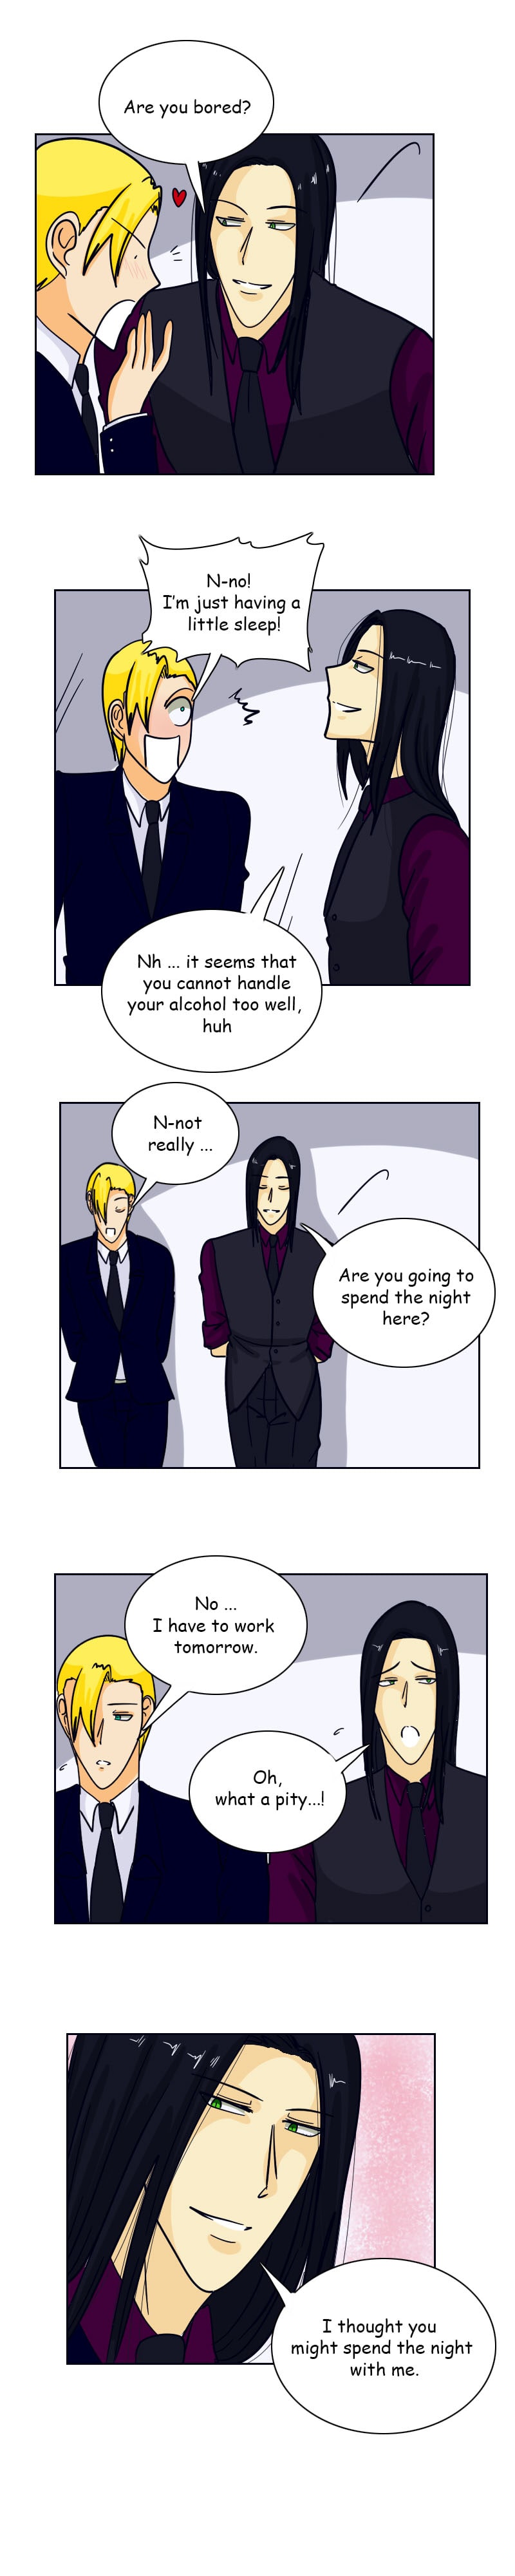 Are you bored?
N-no!
I'm just having a
little sleep!
Nh ... it seems that
you cannot handle
your alcohol too well,
huh
N-not
really ...
Are you going to
spend the night
here?
No ...
I have to work
tomorrow.
Oh,
what a pity...!
I thought you
might spend the night
with me.